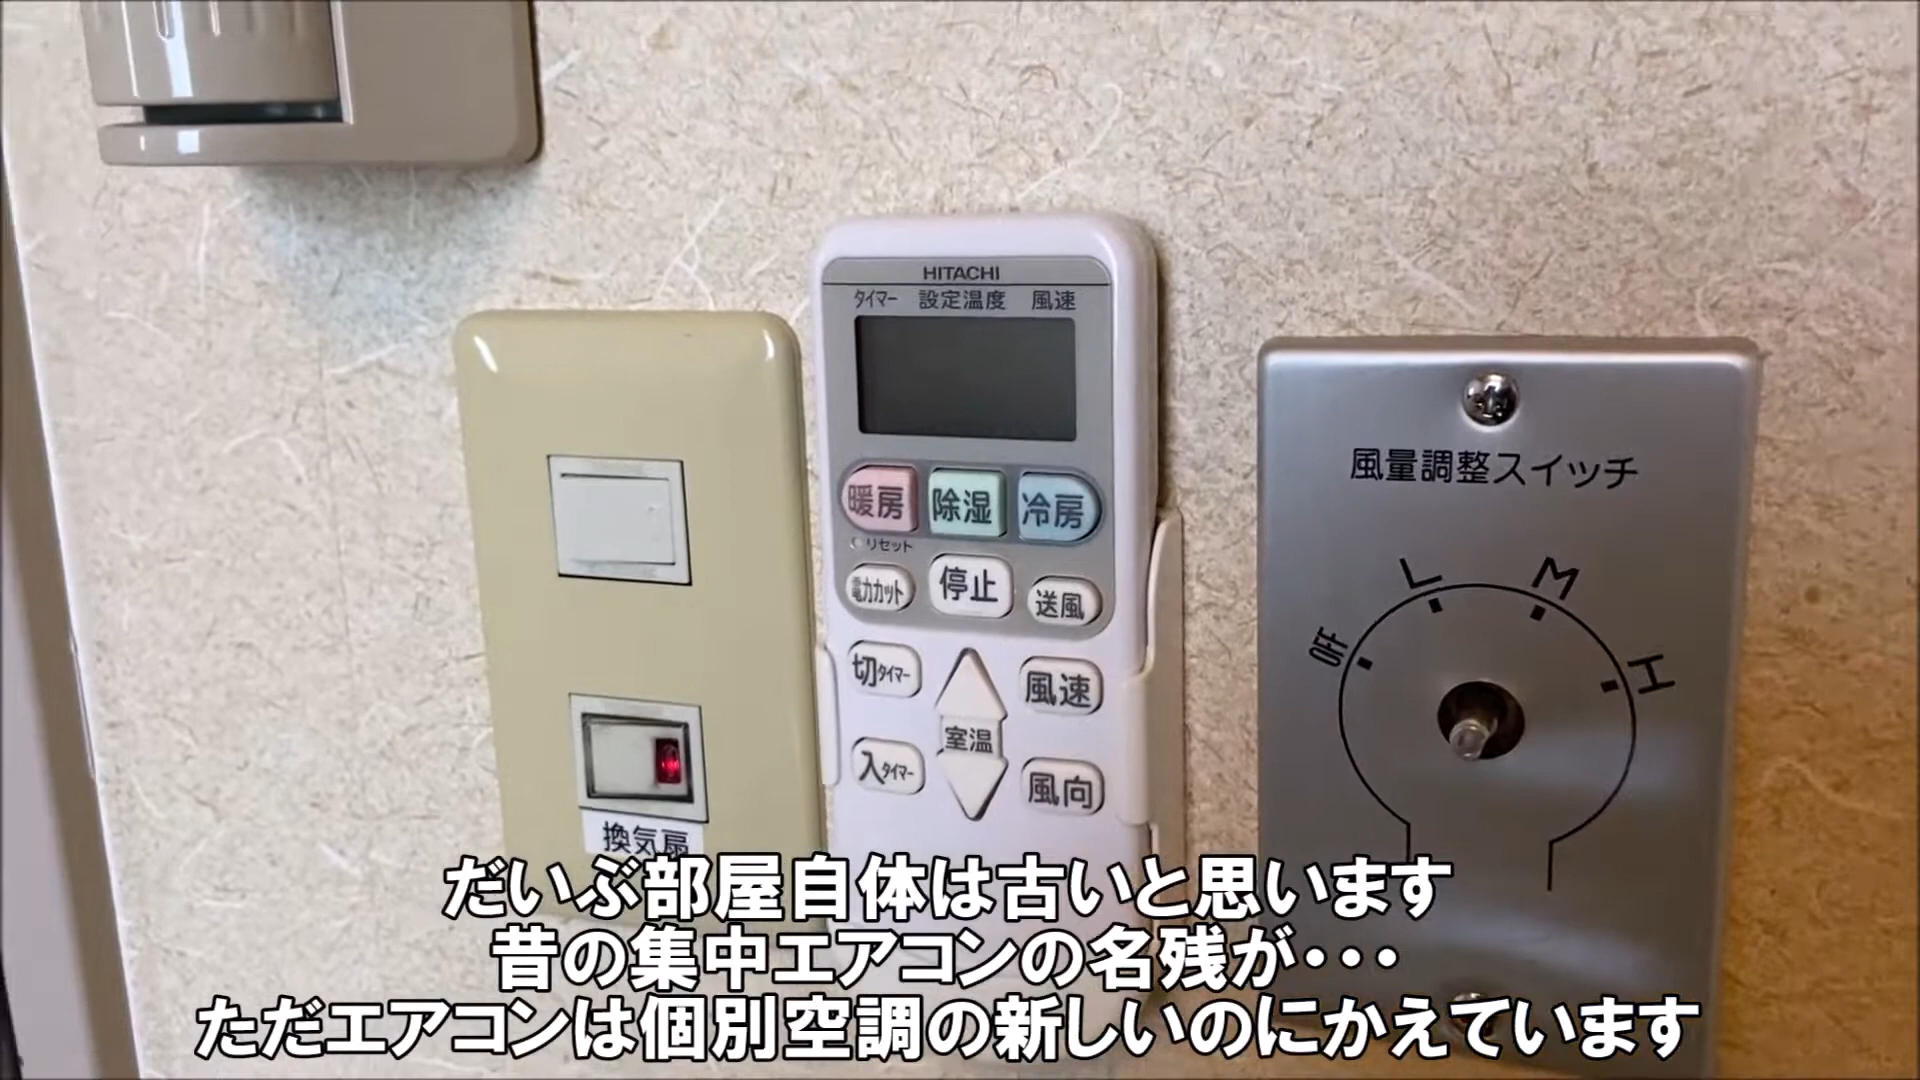 HITACHI
タイマー 設定温度 風速
暖房 除湿 冷房
リセット
電力カット 停止 送風
切タイマー 風速
室温
入タイマー 風向
換気扇
風量調整スイッチ
OFF L M H
だいぶ部屋自体は古いと思います
昔の集中エアコンの名残が・・・
ただエアコンは個別空調の新しいのにかえています